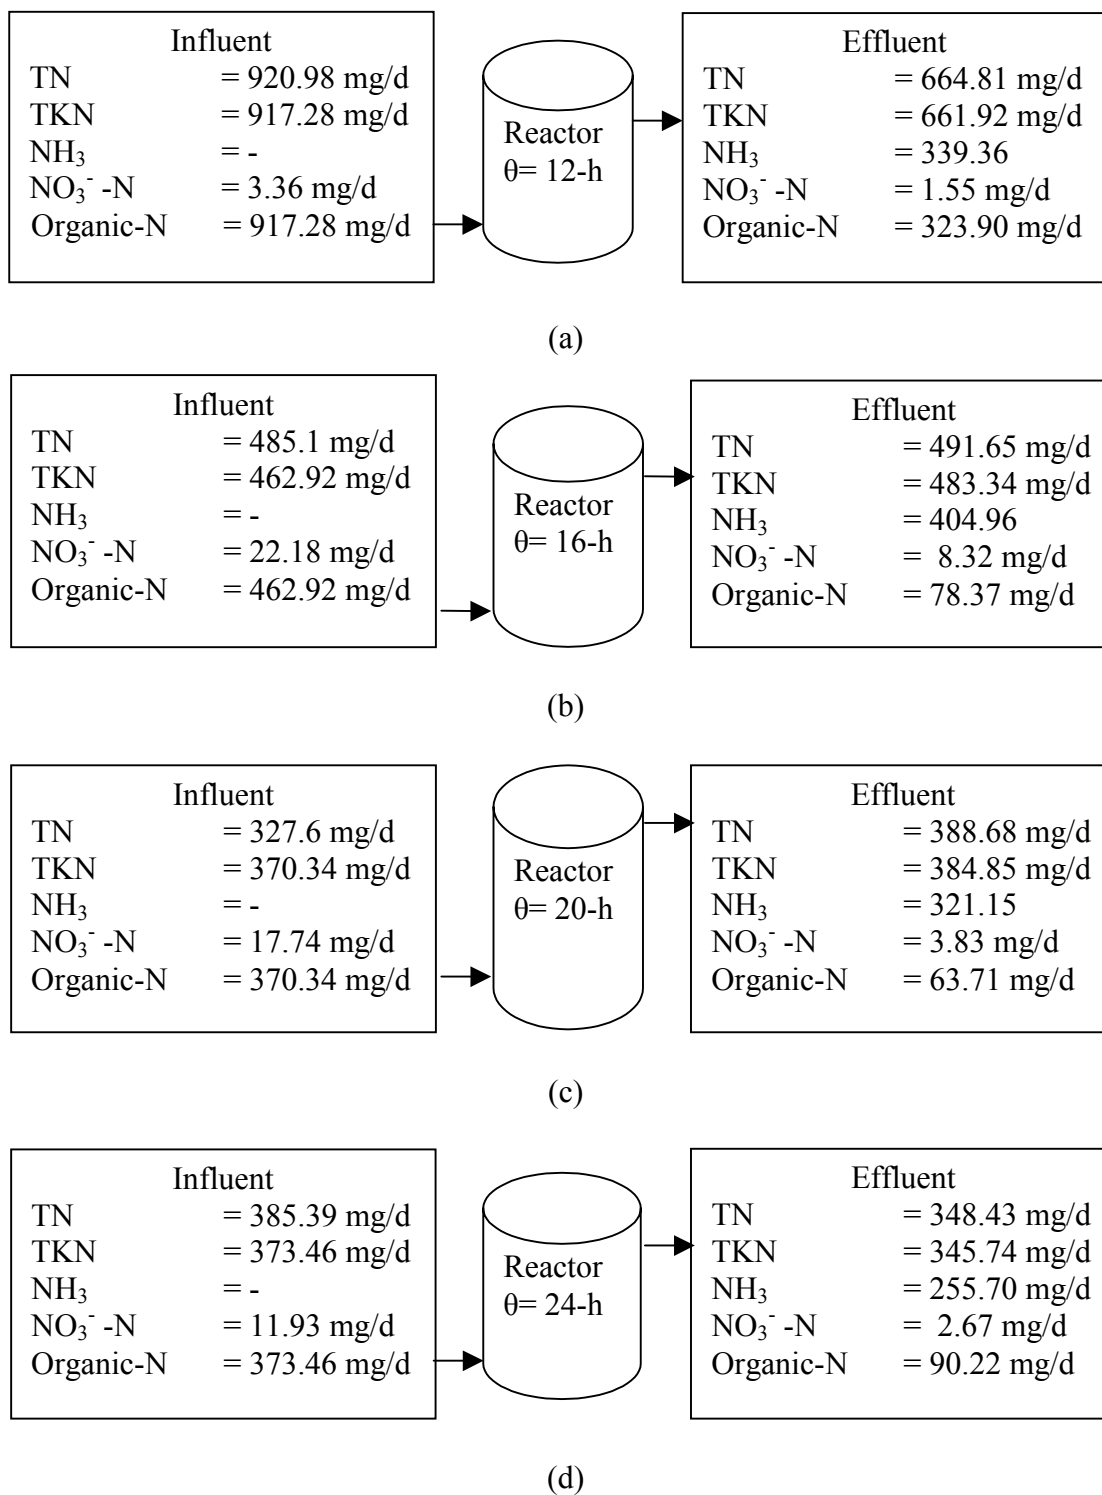 Influent
TN = 920.98 mg/d
TKN = 917.28 mg/d
NH₃ = -
NO₃⁻ -N = 3.36 mg/d
Organic-N = 917.28 mg/d
Reactor
θ= 12-h
Effluent
TN = 664.81 mg/d
TKN = 661.92 mg/d
NH₃ = 339.36
NO₃⁻ -N = 1.55 mg/d
Organic-N = 323.90 mg/d
(a)
Influent
TN = 485.1 mg/d
TKN = 462.92 mg/d
NH₃ = -
NO₃⁻ -N = 22.18 mg/d
Organic-N = 462.92 mg/d
Reactor
θ= 16-h
Effluent
TN = 491.65 mg/d
TKN = 483.34 mg/d
NH₃ = 404.96
NO₃⁻ -N = 8.32 mg/d
Organic-N = 78.37 mg/d
(b)
Influent
TN = 327.6 mg/d
TKN = 370.34 mg/d
NH₃ = -
NO₃⁻ -N = 17.74 mg/d
Organic-N = 370.34 mg/d
Reactor
θ= 20-h
Effluent
TN = 388.68 mg/d
TKN = 384.85 mg/d
NH₃ = 321.15
NO₃⁻ -N = 3.83 mg/d
Organic-N = 63.71 mg/d
(c)
Influent
TN = 385.39 mg/d
TKN = 373.46 mg/d
NH₃ = -
NO₃⁻ -N = 11.93 mg/d
Organic-N = 373.46 mg/d
Reactor
θ= 24-h
Effluent
TN = 348.43 mg/d
TKN = 345.74 mg/d
NH₃ = 255.70
NO₃⁻ -N = 2.67 mg/d
Organic-N = 90.22 mg/d
(d)